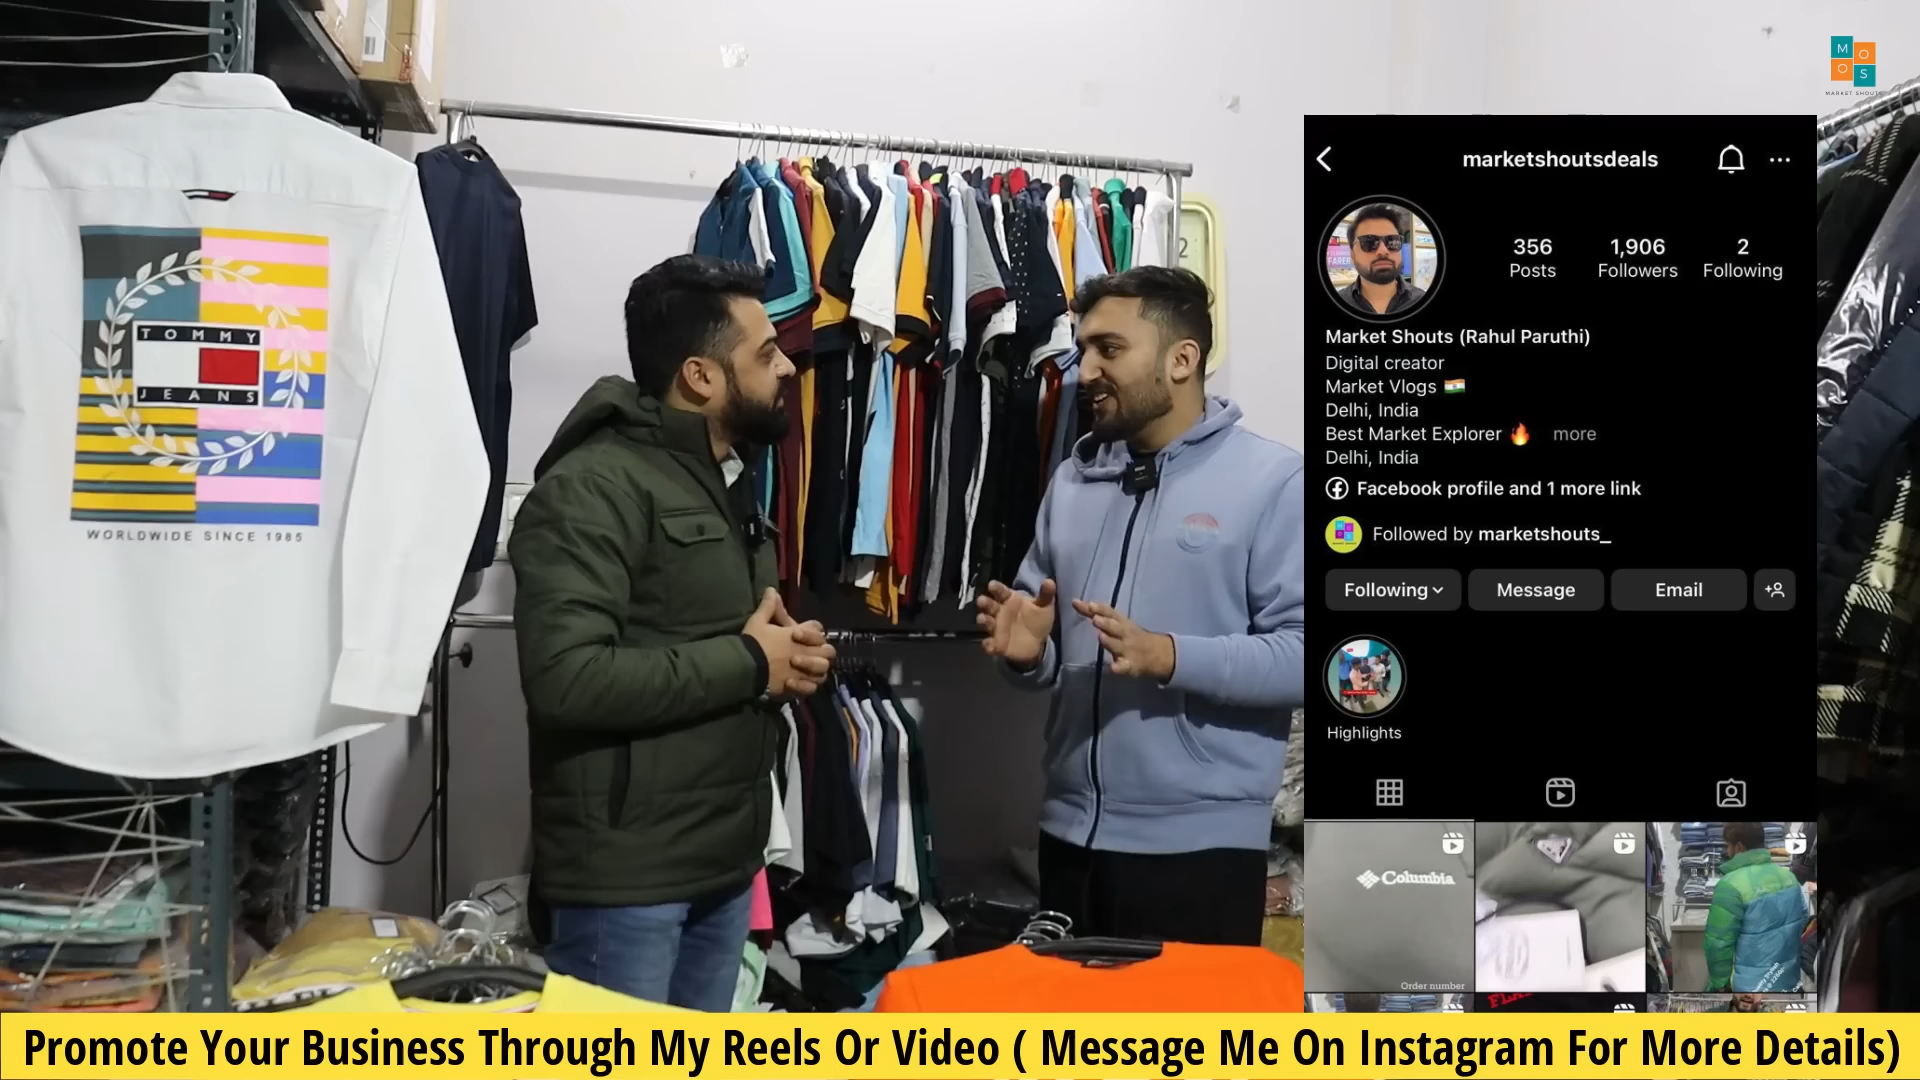 TOMMY
JEANS
WORLDWIDE SINCE 1985
2
M
O
O
S
MARKET SHOUTS
marketshoutsdeals
356
Posts
1,906
Followers
2
Following
Market Shouts (Rahul Paruthi)
Digital creator
Market Vlogs
Delhi, India
Best Market Explorer more
Delhi, India
Facebook profile and 1 more link
Followed by marketshouts_
Following
Message
Email
Highlights
Columbia
Order number
Promote Your Business Through My Reels Or Video ( Message Me On Instagram For More Details)